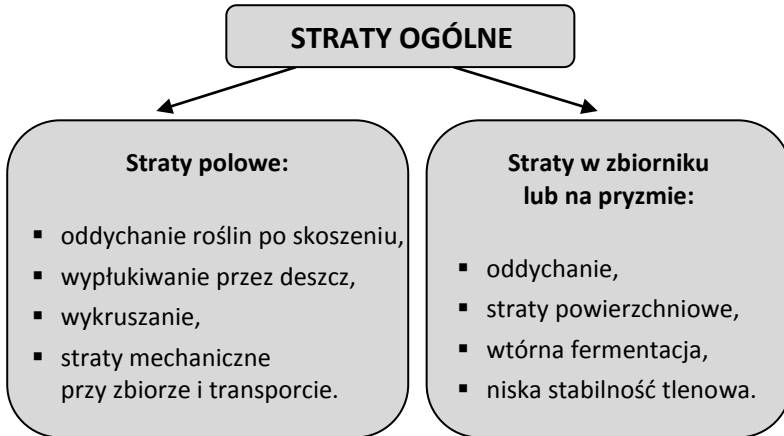 STRATY OGÓLNE
Straty polowe:
▪ oddychanie roślin po skoszeniu,
▪ wypłukiwanie przez deszcz,
▪ wykruszanie,
▪ straty mechaniczne
przy zbiorze i transporcie.
Straty w zbiorniku
lub na pryzmie:
▪ oddychanie,
▪ straty powierzchniowe,
▪ wtórna fermentacja,
▪ niska stabilność tlenowa.